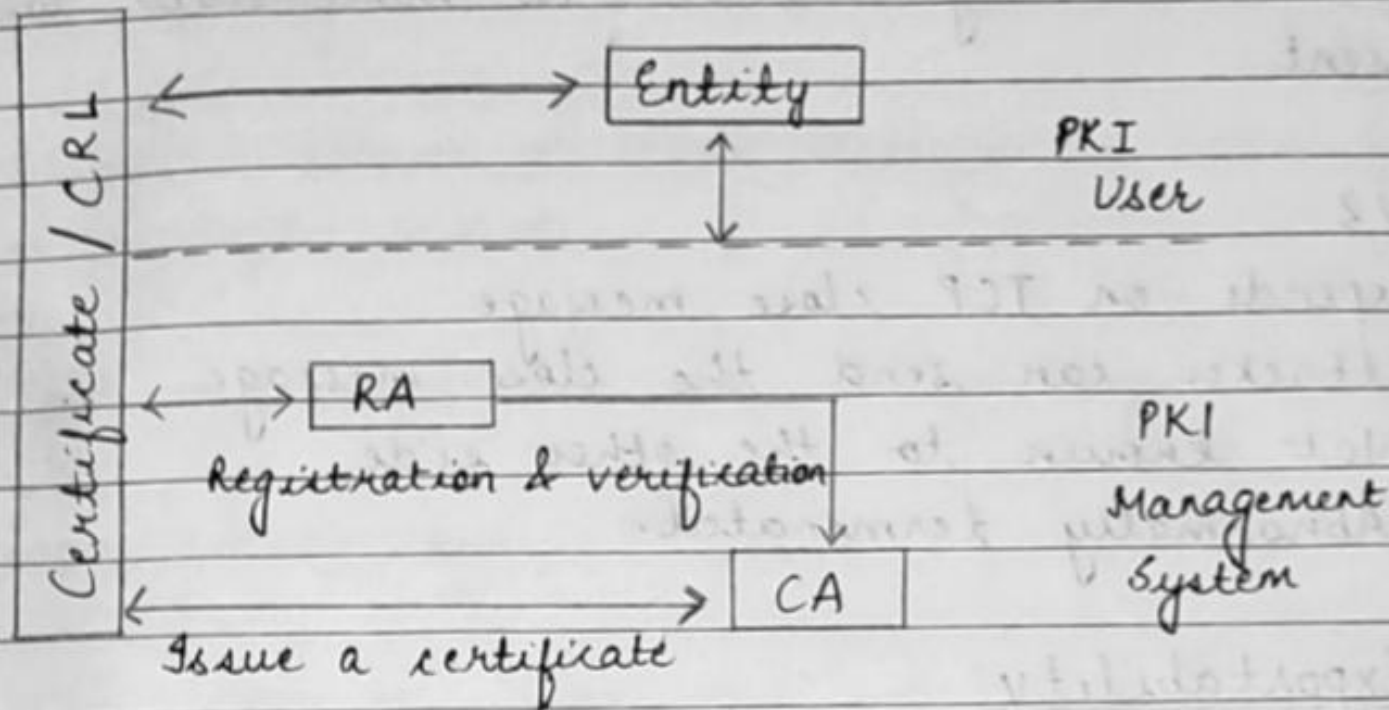 Certificate / CRL
Entity
PKI
User
RA
Registration & verification
PKI
Management
System
CA
Issue a certificate